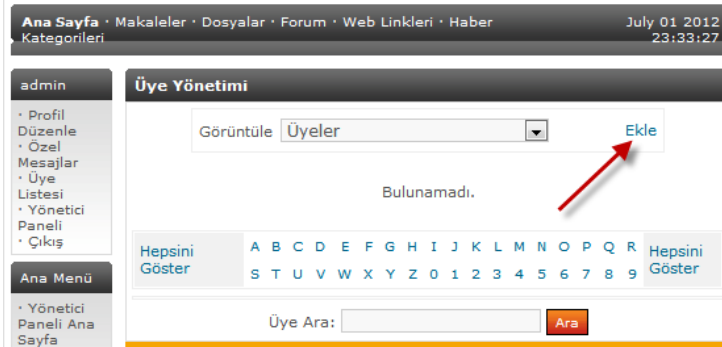 Ana Sayfa · Makaleler · Dosyalar · Forum · Web Linkleri · Haber
Kategorileri
July 01 2012
23:33:27
admin
· Profil
Düzenle
· Özel
Mesajlar
· Üye
Listesi
· Yönetici
Paneli
· Çıkış
Ana Menü
· Yönetici
Paneli Ana
Sayfa
Üye Yönetimi
Görüntüle Üyeler Ekle
Bulunamadı.
Hepsini
Göster
A B C D E F G H I J K L M N O P Q R
S T U V W X Y Z 0 1 2 3 4 5 6 7 8 9
Hepsini
Göster
Üye Ara: Ara